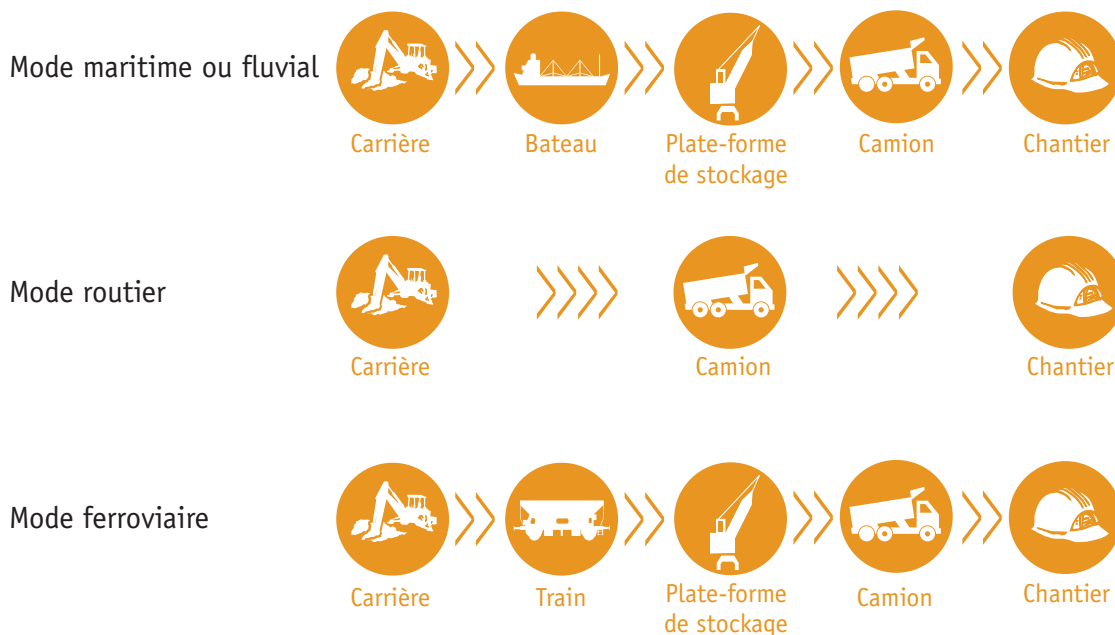 Mode maritime ou fluvial
Carrière
Bateau
Plate-forme
de stockage
Camion
Chantier
Mode routier
Carrière
Camion
Chantier
Mode ferroviaire
Carrière
Train
Plate-forme
de stockage
Camion
Chantier